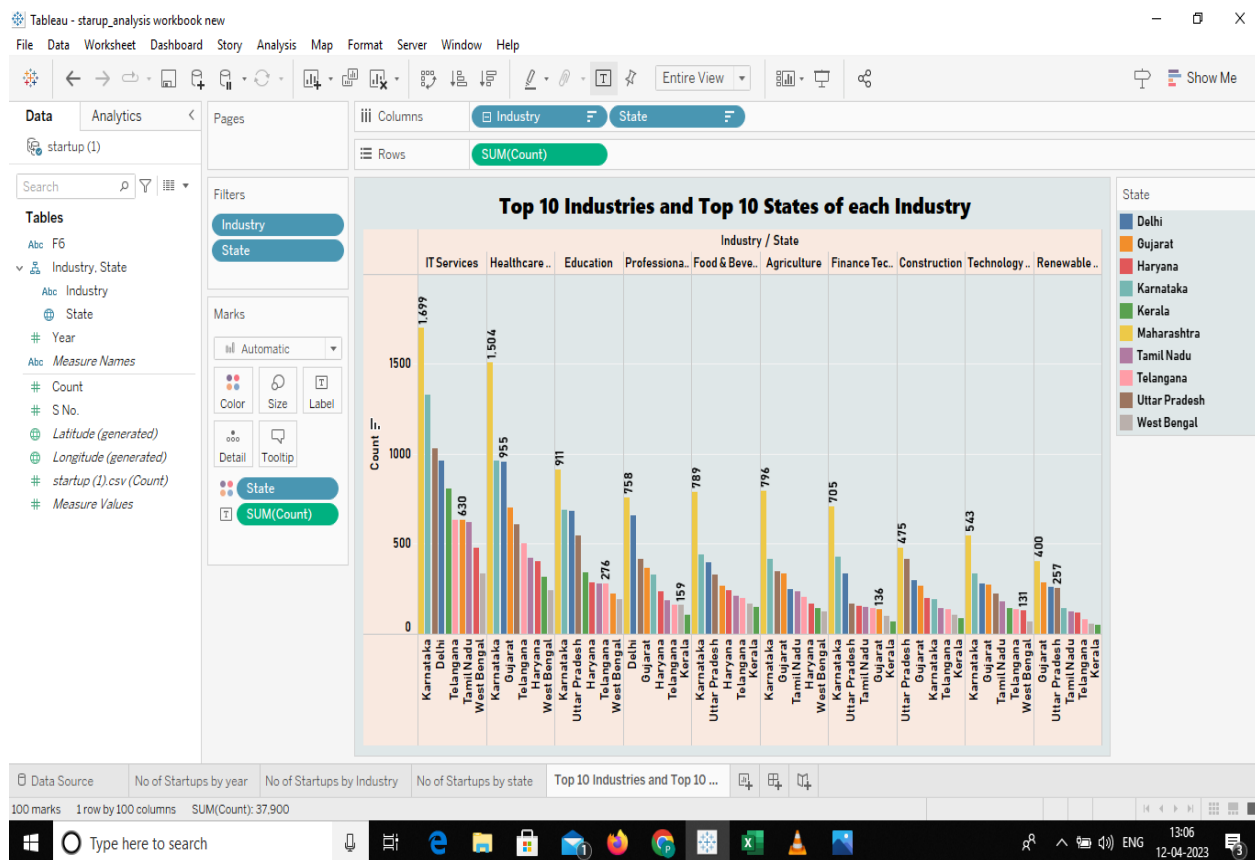 Tableau - starup_analysis workbook new
File Data Worksheet Dashboard Story Analysis Map Format Server Window Help
Entire View
Show Me
Data Analytics
startup (1)
Search
Tables
Abc F6
Industry, State
Abc Industry
State
# Year
Abc Measure Names
# Count
# S No.
Latitude (generated)
Longitude (generated)
# startup (1).csv (Count)
# Measure Values
Pages
Filters
Industry
State
Marks
Automatic
Color Size Label
Detail Tooltip
State
SUM(Count)
Columns Industry State
Rows SUM(Count)
Top 10 Industries and Top 10 States of each Industry
Industry / State
IT Services Healthcare .. Education Professiona.. Food & Beve.. Agriculture Finance Tec.. Construction Technology .. Renewable ..
Count
1500
1000
500
0
1,699 630 1,504 955 911 276 758 159 789 796 705 136 475 543 131 400 257
Karnataka Delhi Telangana Tamil Nadu West Bengal
Karnataka Gujarat Telangana Haryana West Bengal
Karnataka Uttar Pradesh Haryana Telangana West Bengal
Delhi Gujarat Haryana Telangana Kerala
Karnataka Uttar Pradesh Haryana Telangana Kerala
Karnataka Gujarat Tamil Nadu Haryana West Bengal
Karnataka Uttar Pradesh Tamil Nadu Gujarat Kerala
Uttar Pradesh Gujarat Karnataka Tamil Nadu Kerala
Karnataka Gujarat Tamil Nadu Telangana West Bengal
Gujarat Uttar Pradesh Tamil Nadu Telangana Kerala
State
Delhi
Gujarat
Haryana
Karnataka
Kerala
Maharashtra
Tamil Nadu
Telangana
Uttar Pradesh
West Bengal
Data Source No of Startups by year No of Startups by Industry No of Startups by state Top 10 Industries and Top 10 ...
100 marks 1 row by 100 columns SUM(Count): 37,900
Type here to search
1
ENG
13:06
12-04-2023
3